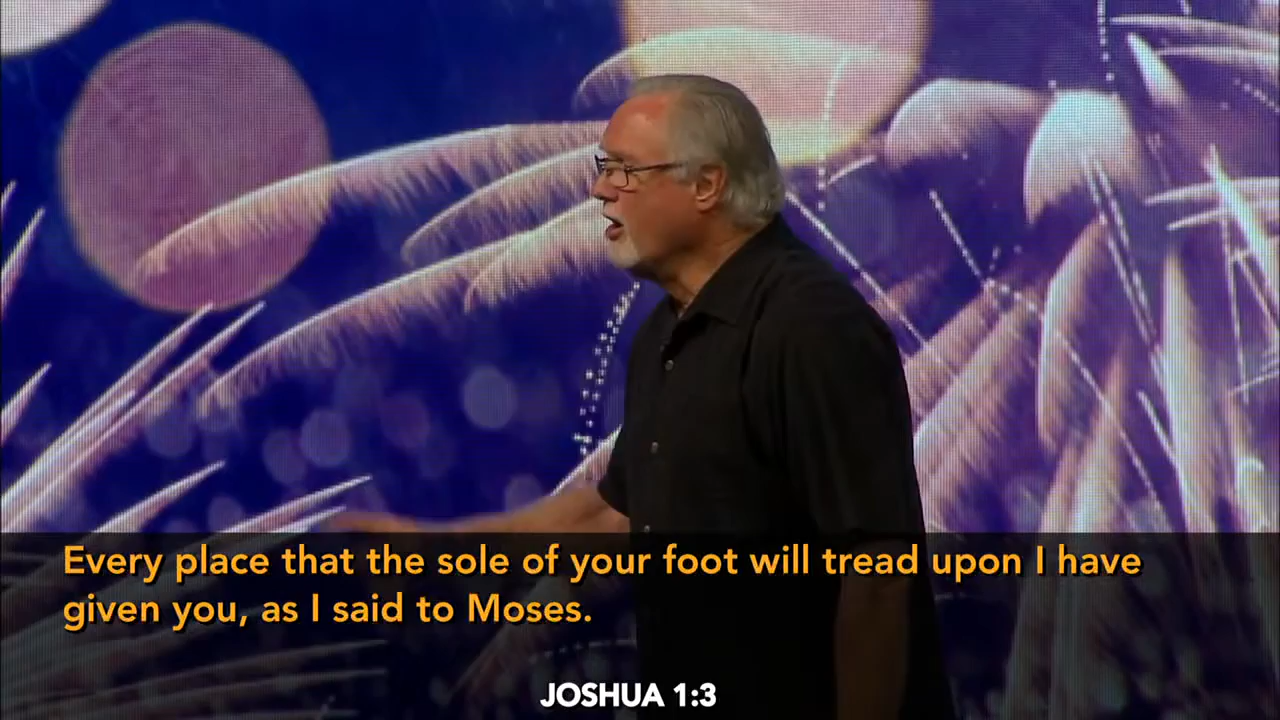 Every place that the sole of your foot will tread upon I have
given you, as I said to Moses.
JOSHUA 1:3